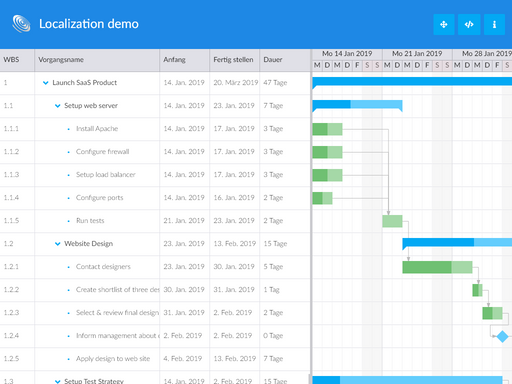 Localization demo
Mo 14 Jan 2019 Mo 21 Jan 2019 Mo 28 Jan 2019
WBS Vorgangsname Anfang Fertig stellen Dauer
M D M D F S S M D M D F S S M D M D F
1 Launch SaaS Product 14. Jan. 2019 20. März 2019 47 Tage
1.1 Setup web server 14. Jan. 2019 23. Jan. 2019 7 Tage
1.1.1 Install Apache 14. Jan. 2019 17. Jan. 2019 3 Tage
1.1.2 Configure firewall 14. Jan. 2019 17. Jan. 2019 3 Tage
1.1.3 Setup load balancer 14. Jan. 2019 17. Jan. 2019 3 Tage
1.1.4 Configure ports 14. Jan. 2019 16. Jan. 2019 2 Tage
1.1.5 Run tests 21. Jan. 2019 23. Jan. 2019 2 Tage
1.2 Website Design 23. Jan. 2019 13. Feb. 2019 15 Tage
1.2.1 Contact designers 23. Jan. 2019 30. Jan. 2019 5 Tage
1.2.2 Create shortlist of three des 30. Jan. 2019 31. Jan. 2019 1 Tag
1.2.3 Select & review final design 31. Jan. 2019 2. Feb. 2019 2 Tage
1.2.4 Inform management about 2. Feb. 2019 2. Feb. 2019 0 Tage
1.2.5 Apply design to web site 4. Feb. 2019 13. Feb. 2019 7 Tage
1.3 Setup Test Strategy 14. Jan. 2019 2. Feb. 2019 15 Tage